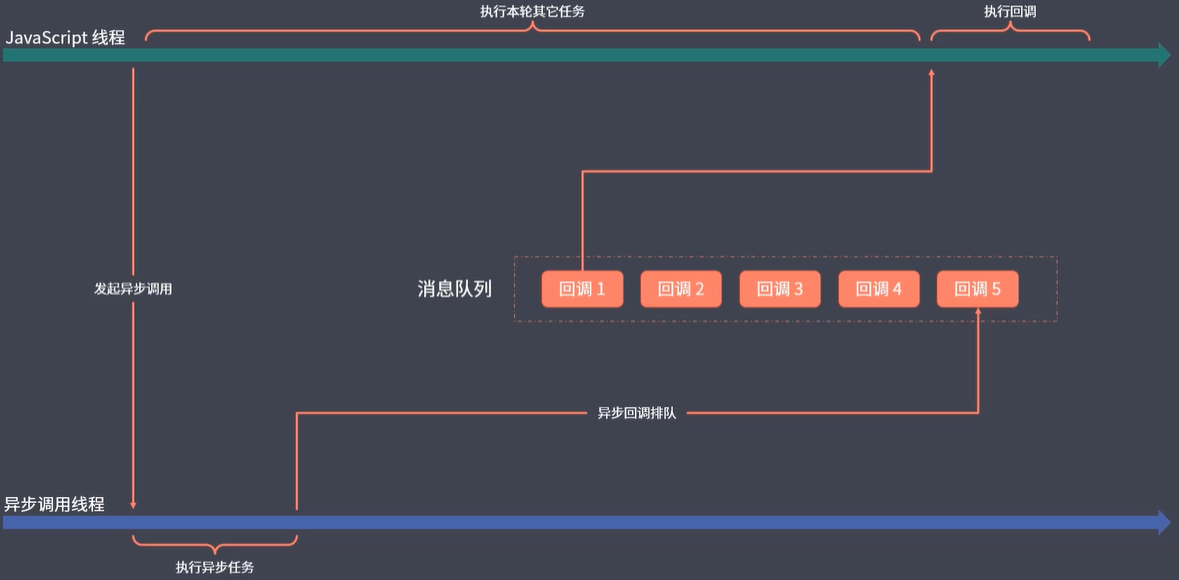 执行本轮其它任务
执行回调
JavaScript 线程
发起异步调用
消息队列
回调 1
回调 2
回调 3
回调 4
回调 5
异步回调排队
异步调用线程
执行异步任务